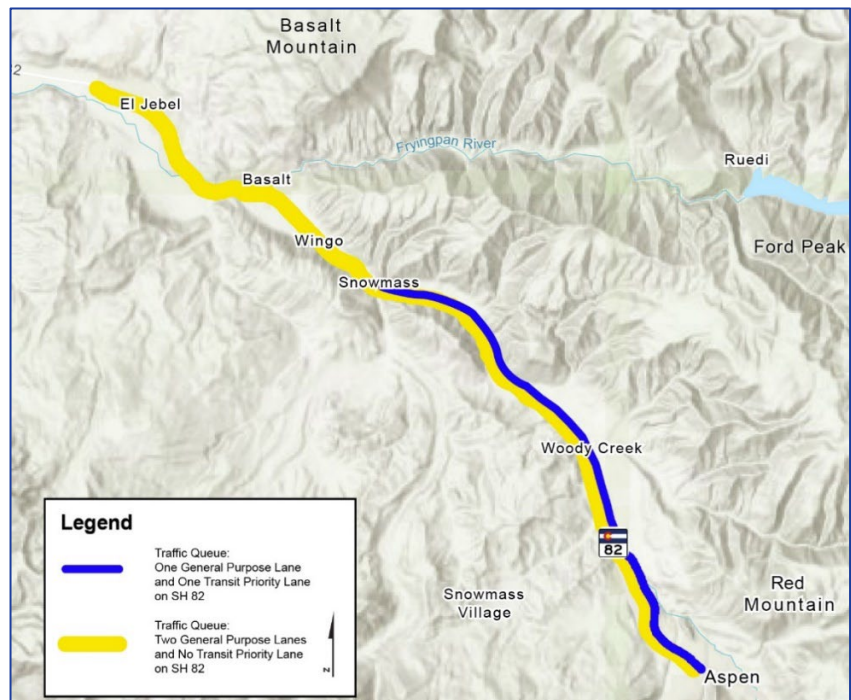 Basalt
Mountain
2
El Jebel
Fryingpan River
Ruedi
Basalt
Wingo
Ford Peak
Snowmass
Woody Creek
82
Snowmass
Village
Red
Mountain
Aspen
Legend
Traffic Queue:
One General Purpose Lane
and One Transit Priority Lane
on SH 82
Traffic Queue:
Two General Purpose Lanes
and No Transit Priority Lane
on SH 82
N